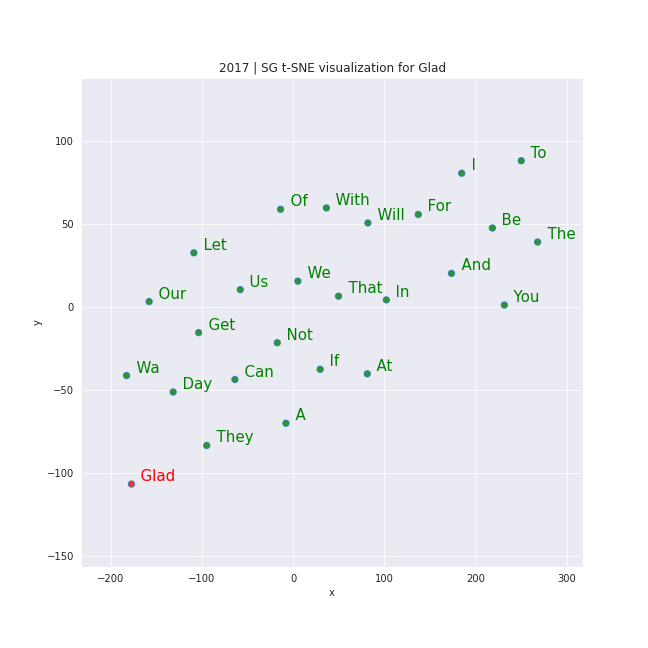 2017 | SG t-SNE visualization for Glad
100
50
0
−50
−100
−150
y
To
I
Of
With
Will
For
Be
The
Let
And
Us
We
That
In
You
Our
Get
Not
If
At
Wa
Can
Day
A
They
Glad
−200
−100
0
100
200
300
x